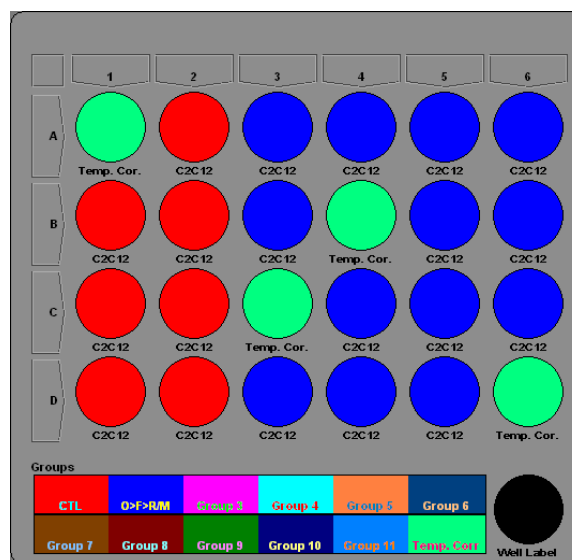 1 2 3 4 5 6
A
Temp. Cor. C2C12 C2C12 C2C12 C2C12 C2C12
B
C2C12 C2C12 C2C12 Temp. Cor. C2C12 C2C12
C
C2C12 C2C12 Temp. Cor. C2C12 C2C12 C2C12
D
C2C12 C2C12 C2C12 C2C12 C2C12 Temp. Cor.
Groups
CTL O>F>R/M Group 3 Group 4 Group 5 Group 6
Group 7 Group 8 Group 9 Group 10 Group 11 Temp. Corr
Well Label